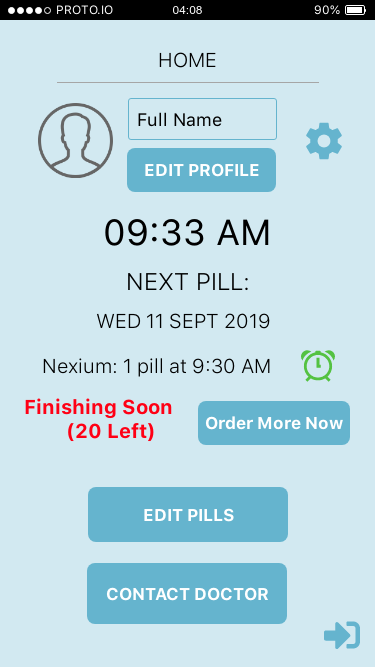 PROTO.IO 04:08 90%
HOME
Full Name
EDIT PROFILE
09:33 AM
NEXT PILL:
WED 11 SEPT 2019
Nexium: 1 pill at 9:30 AM
Finishing Soon
(20 Left)
Order More Now
EDIT PILLS
CONTACT DOCTOR